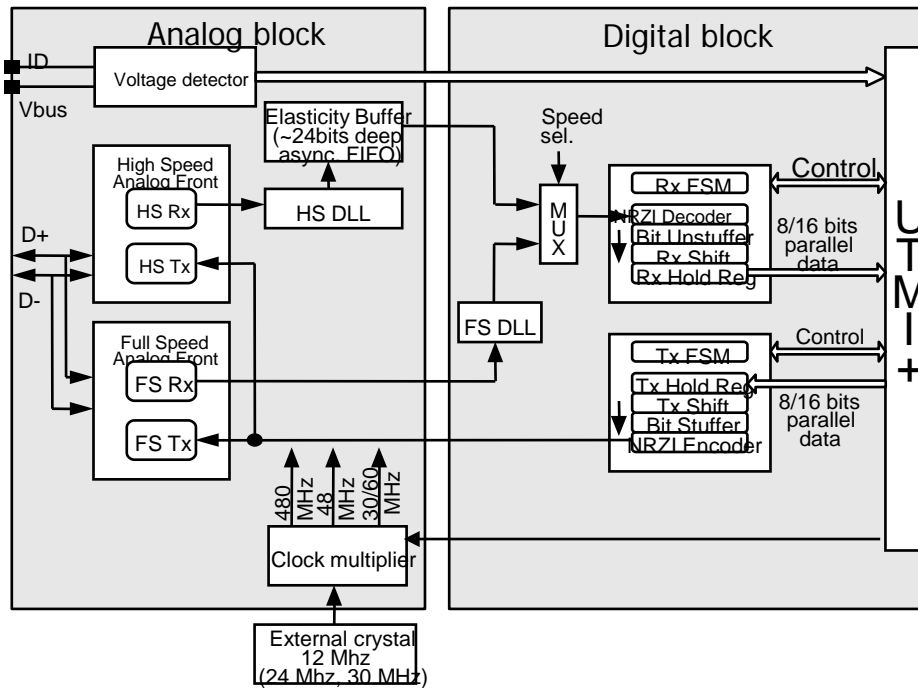 Analog block
Digital block
ID
Vbus
Voltage detector
Elasticity Buffer
(~24bits deep
async. FIFO)
Speed
sel.
High Speed
Analog Front
HS Rx
HS Tx
HS DLL
MUX
Rx FSM
NRZI Decoder
Bit Unstuffer
Rx Shift
Rx Hold Reg
Control
8/16 bits
parallel
data
UTMI+
D+
D-
Full Speed
Analog Front
FS Rx
FS Tx
FS DLL
Tx FSM
Tx Hold Reg
Tx Shift
Bit Stuffer
NRZI Encoder
Control
8/16 bits
parallel
data
480
MHz
48
MHz
30/60
MHz
Clock multiplier
External crystal
12 Mhz
(24 Mhz, 30 MHz)